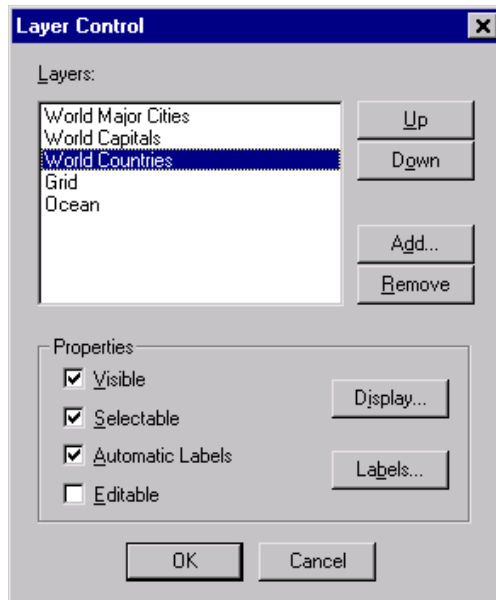 Layer Control
Layers:
World Major Cities
World Capitals
World Countries
Grid
Ocean
Up
Down
Add...
Remove
Properties
Visible
Selectable
Automatic Labels
Editable
Display...
Labels...
OK
Cancel